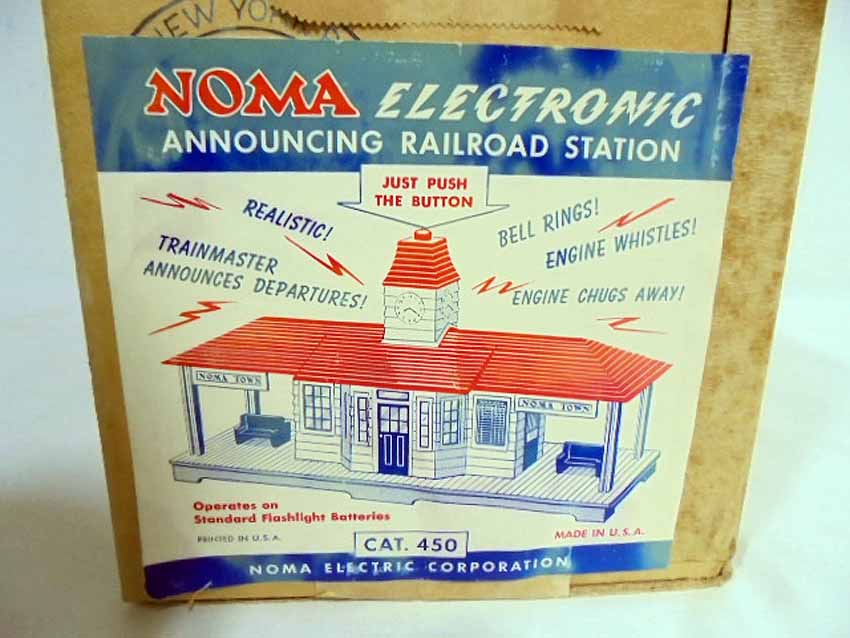 NEW YO
NOMA ELECTRONIC
ANNOUNCING RAILROAD STATION
JUST PUSH
THE BUTTON
REALISTIC!
TRAINMASTER
ANNOUNCES DEPARTURES!
BELL RINGS!
ENGINE WHISTLES!
ENGINE CHUGS AWAY!
NOMA TOWN
NOMA TOWN
Operates on
Standard Flashlight Batteries
PRINTED IN U.S.A.
CAT. 450
MADE IN U.S.A.
NOMA ELECTRIC CORPORATION